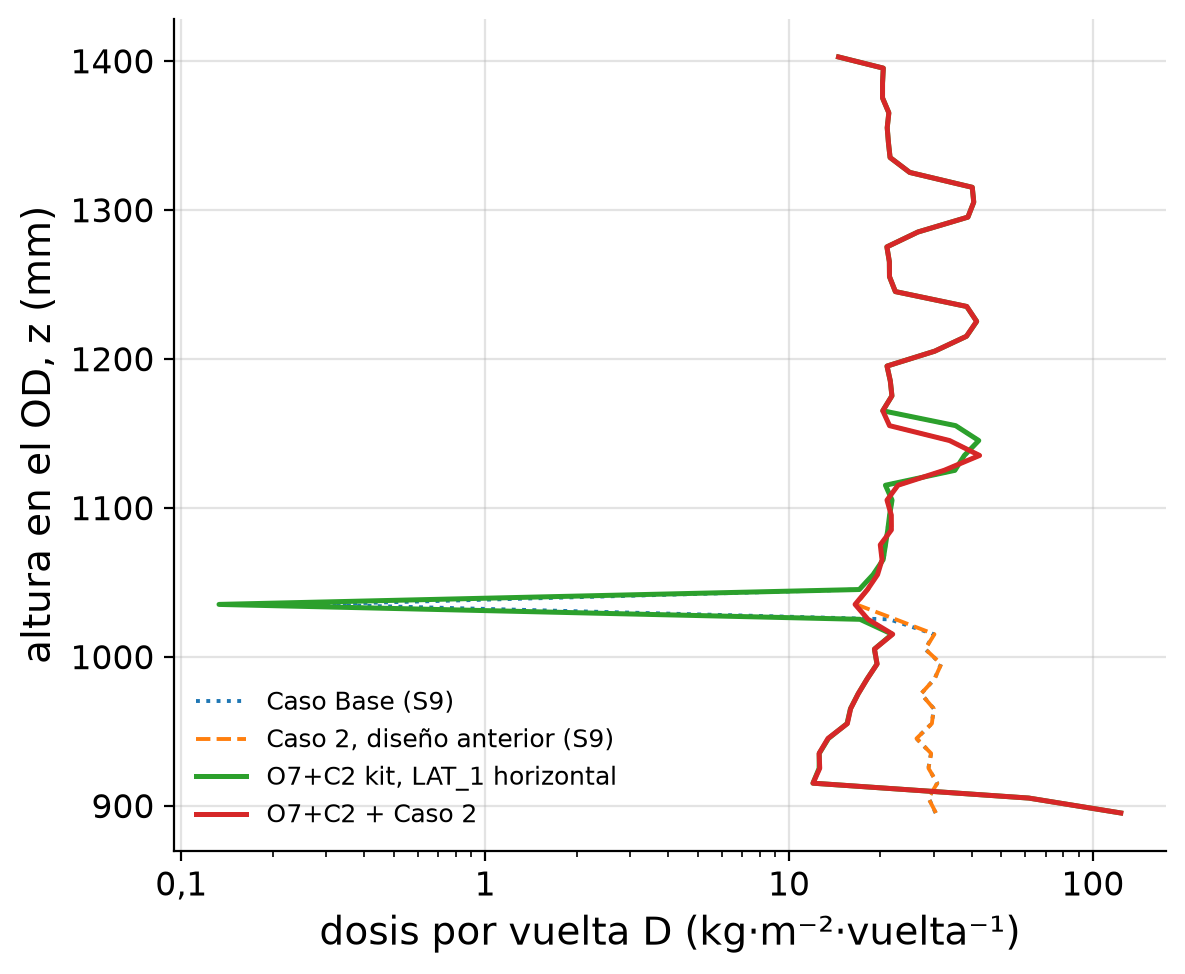 altura en el OD, z (mm)
1400
1300
1200
1100
1000
900
Caso Base (S9)
Caso 2, diseño anterior (S9)
O7+C2 kit, LAT_1 horizontal
O7+C2 + Caso 2
0,1
1
10
100
dosis por vuelta D (kg·m⁻²·vuelta⁻¹)